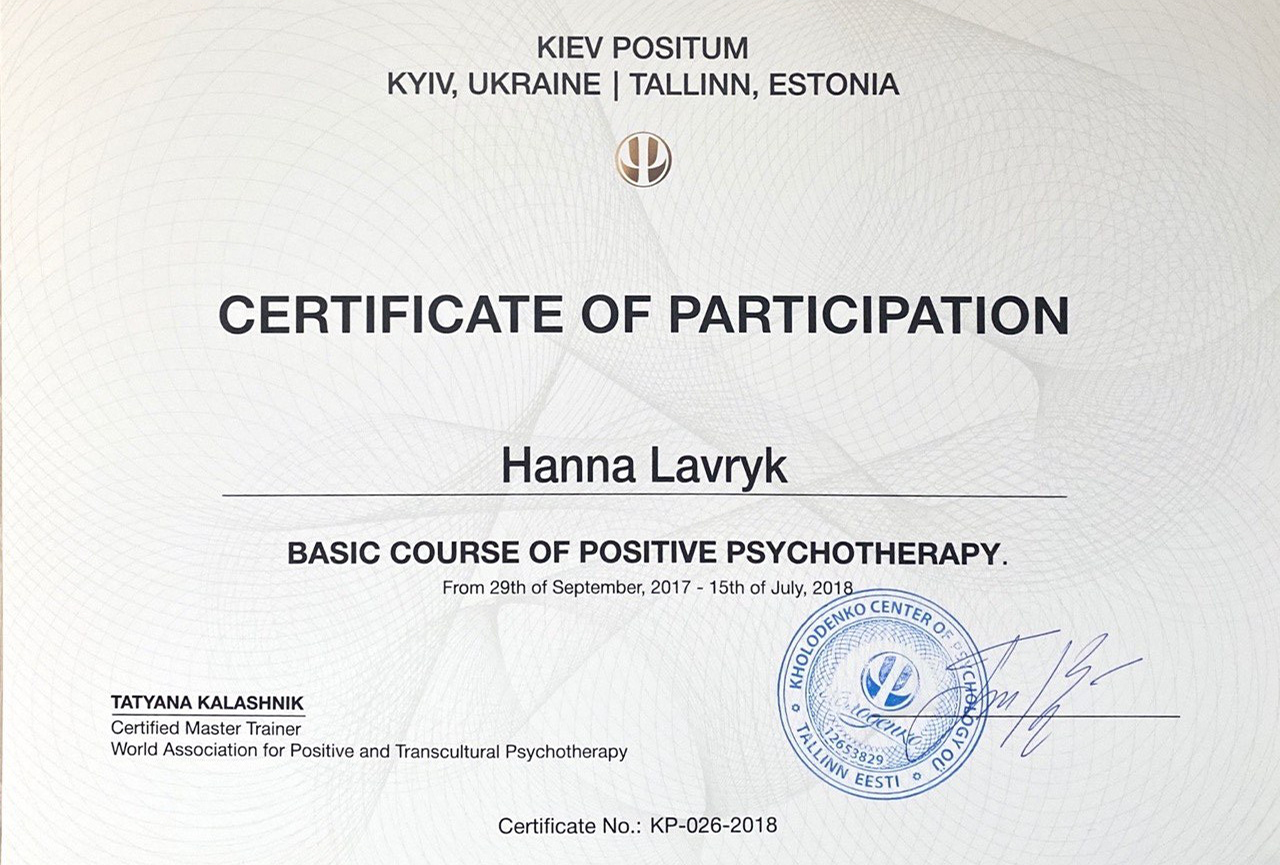 KIEV POSITUM
KYIV, UKRAINE | TALLINN, ESTONIA
CERTIFICATE OF PARTICIPATION
Hanna Lavryk
BASIC COURSE OF POSITIVE PSYCHOTHERAPY.
From 29th of September, 2017 - 15th of July, 2018
KHOLODENKO CENTER OF PSYCHOLOGY OÜ
12653829
TALLINN EESTI
TATYANA KALASHNIK
Certified Master Trainer
World Association for Positive and Transcultural Psychotherapy
Certificate No.: KP-026-2018